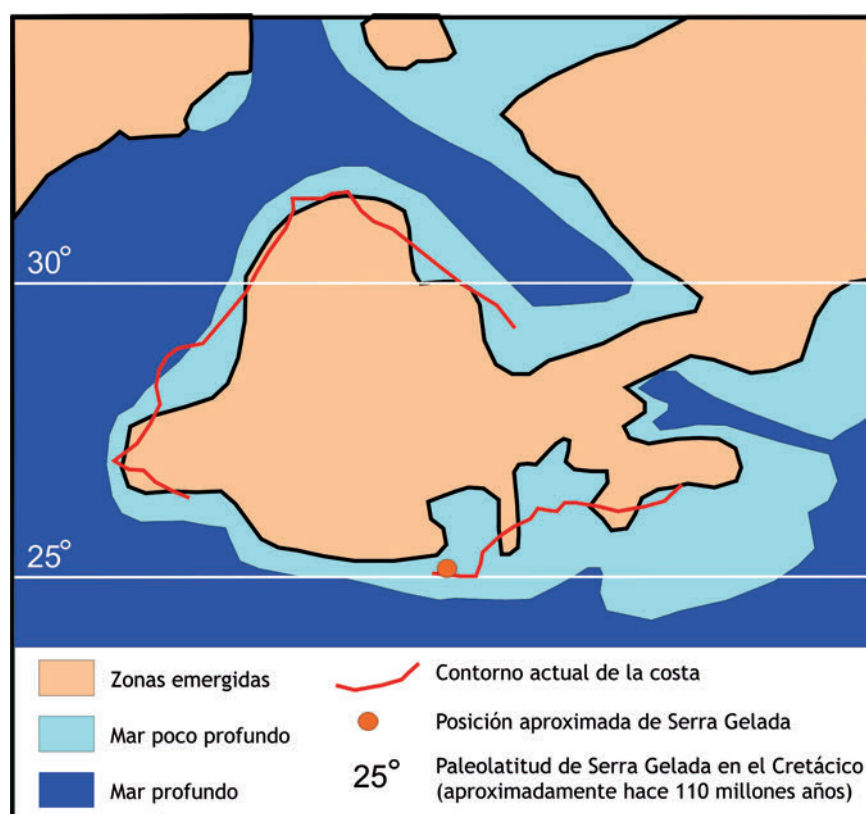 30°
25°
Zonas emergidas
Mar poco profundo
Mar profundo
Contorno actual de la costa
Posición aproximada de Serra Gelada
25°
Paleolatitud de Serra Gelada en el Cretácico
(aproximadamente hace 110 millones años)